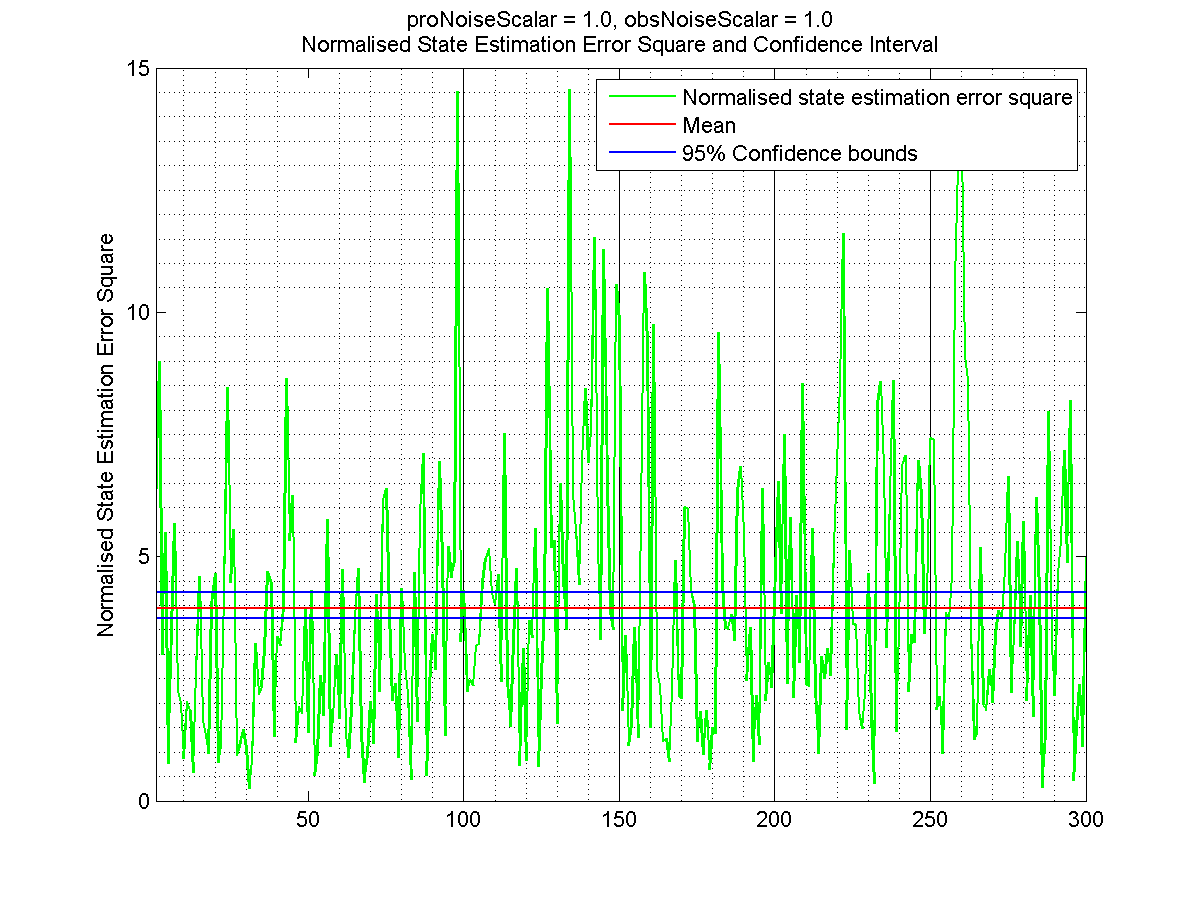 proNoiseScalar = 1.0, obsNoiseScalar = 1.0
Normalised State Estimation Error Square and Confidence Interval
Normalised state estimation error square
Mean
95% Confidence bounds
Normalised State Estimation Error Square
15
10
5
0
50 100 150 200 250 300